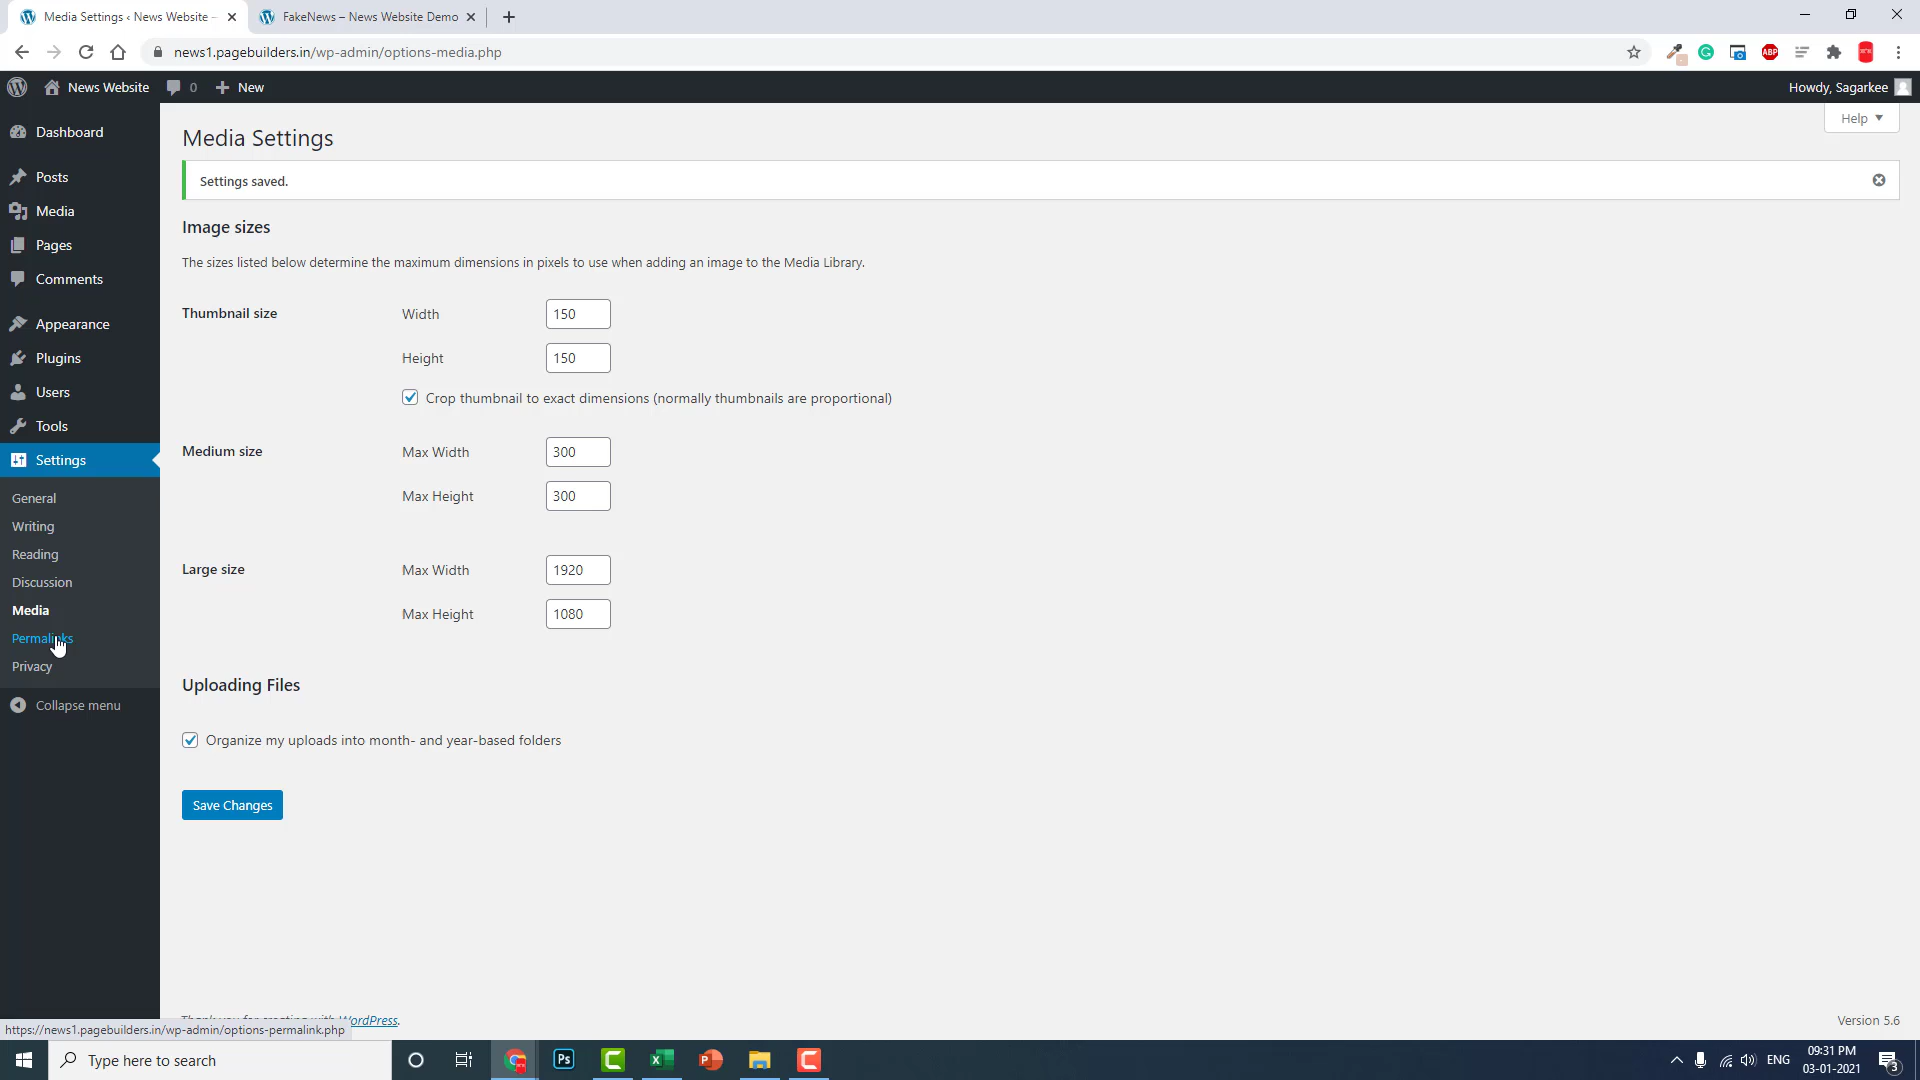 Media Settings ‹ News Website –
FakeNews – News Website Demo
news1.pagebuilders.in/wp-admin/options-media.php
ABP
News Website
0
New
Howdy, Sagarkee
Dashboard
Posts
Media
Pages
Comments
Appearance
Plugins
Users
Tools
Settings
General
Writing
Reading
Discussion
Media
Permalinks
Privacy
Collapse menu
Help
Media Settings
Settings saved.
Image sizes
The sizes listed below determine the maximum dimensions in pixels to use when adding an image to the Media Library.
Thumbnail size
Width
150
Height
150
Crop thumbnail to exact dimensions (normally thumbnails are proportional)
Medium size
Max Width
300
Max Height
300
Large size
Max Width
1920
Max Height
1080
Uploading Files
Organize my uploads into month- and year-based folders
Save Changes
Thank you for creating with WordPress.
Version 5.6
https://news1.pagebuilders.in/wp-admin/options-permalink.php
Type here to search
Ps
ENG
09:31 PM
03-01-2021
3